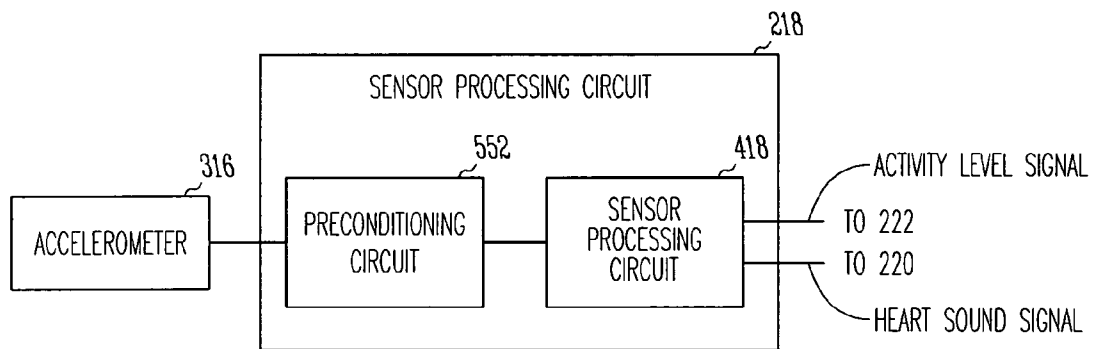 218
SENSOR PROCESSING CIRCUIT
316
552
418
ACTIVITY LEVEL SIGNAL
ACCELEROMETER
PRECONDITIONING
CIRCUIT
SENSOR
PROCESSING
CIRCUIT
TO 222
TO 220
HEART SOUND SIGNAL